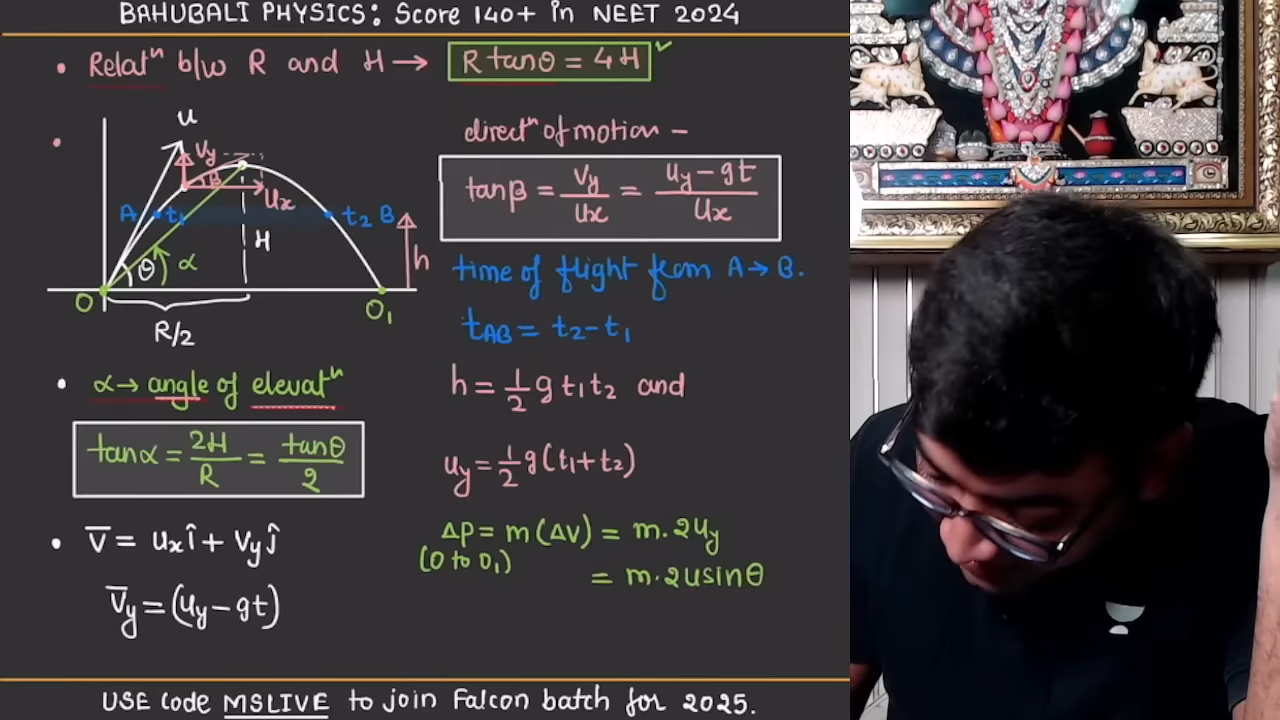 BAHUBALI PHYSICS: Score 140+ in NEET 2024
• Relatⁿ b/w R and H → R tanθ = 4H
u
Vy
β
ux
A t₁
t₂ B
H
h
θ
α
O
O₁
R/2
directⁿ of motion –
tanβ = Vy/ux = (uy – gt)/ux
time of flight from A → B.
tAB = t₂ – t₁
• α → angle of elevatⁿ
tanα = 2H/R = tanθ/2
h = 1/2 g t₁t₂ and
uy = 1/2 g(t₁+t₂)
• V̄ = uxî + Vyĵ
V̄y = (uy – gt)
Δp = m(Δv) = m.2uy
(O to O₁)
= m.2usinθ
USE Code MSLIVE to join Falcon batch for 2025.